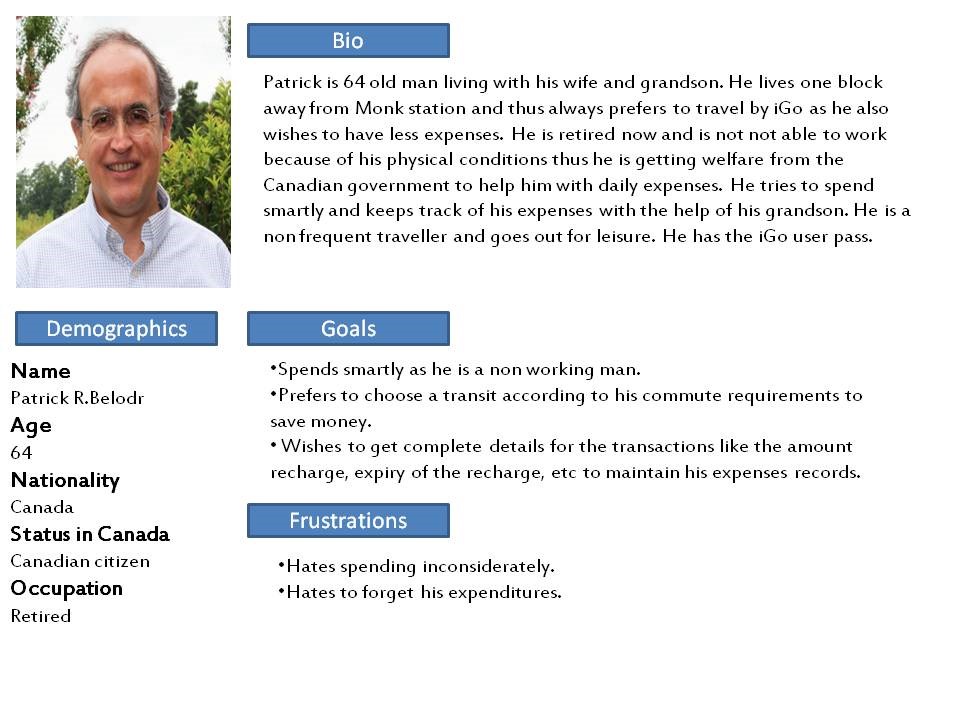 Bio
Patrick is 64 old man living with his wife and grandson. He lives one block
away from Monk station and thus always prefers to travel by iGo as he also
wishes to have less expenses. He is retired now and is not not able to work
because of his physical conditions thus he is getting welfare from the
Canadian government to help him with daily expenses. He tries to spend
smartly and keeps track of his expenses with the help of his grandson. He is a
non frequent traveller and goes out for leisure. He has the iGo user pass.
Demographics
Name
Patrick R.Belodr
Age
64
Nationality
Canada
Status in Canada
Canadian citizen
Occupation
Retired
Goals
•Spends smartly as he is a non working man.
•Prefers to choose a transit according to his commute requirements to
save money.
• Wishes to get complete details for the transactions like the amount
recharge, expiry of the recharge, etc to maintain his expenses records.
Frustrations
•Hates spending inconsiderately.
•Hates to forget his expenditures.